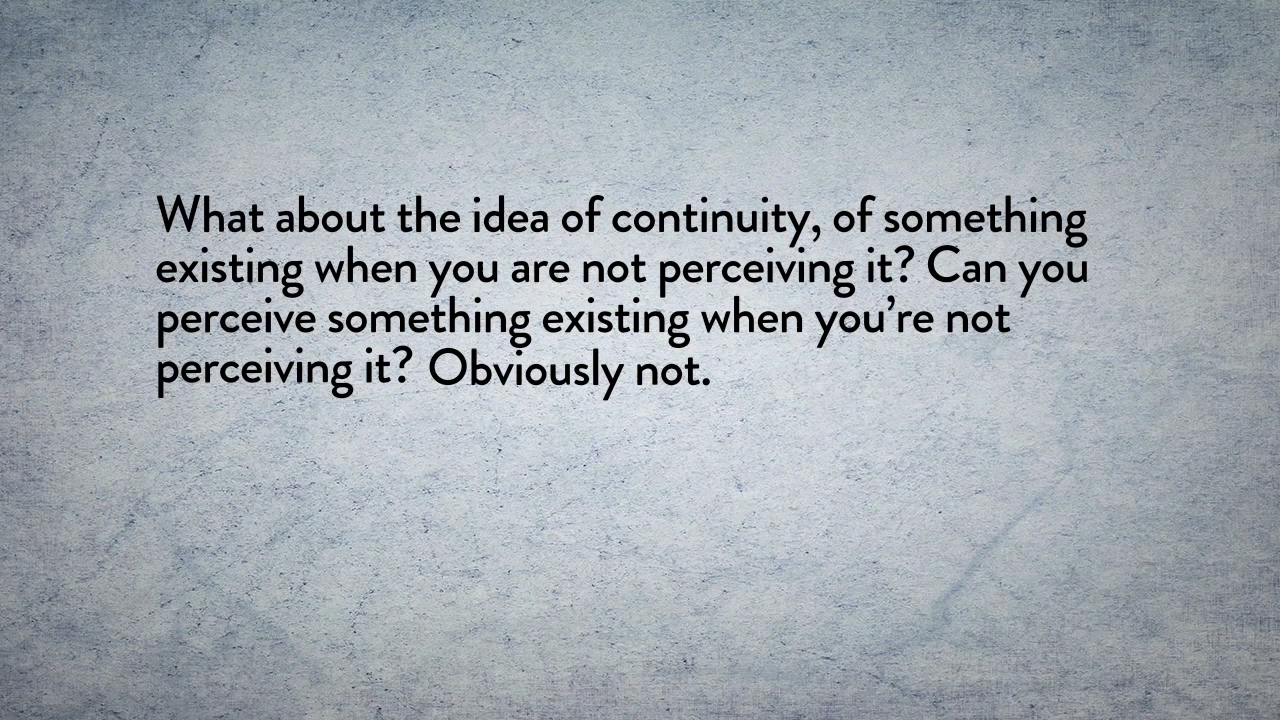 What about the idea of continuity, of something
existing when you are not perceiving it? Can you
perceive something existing when you’re not
perceiving it? Obviously not.